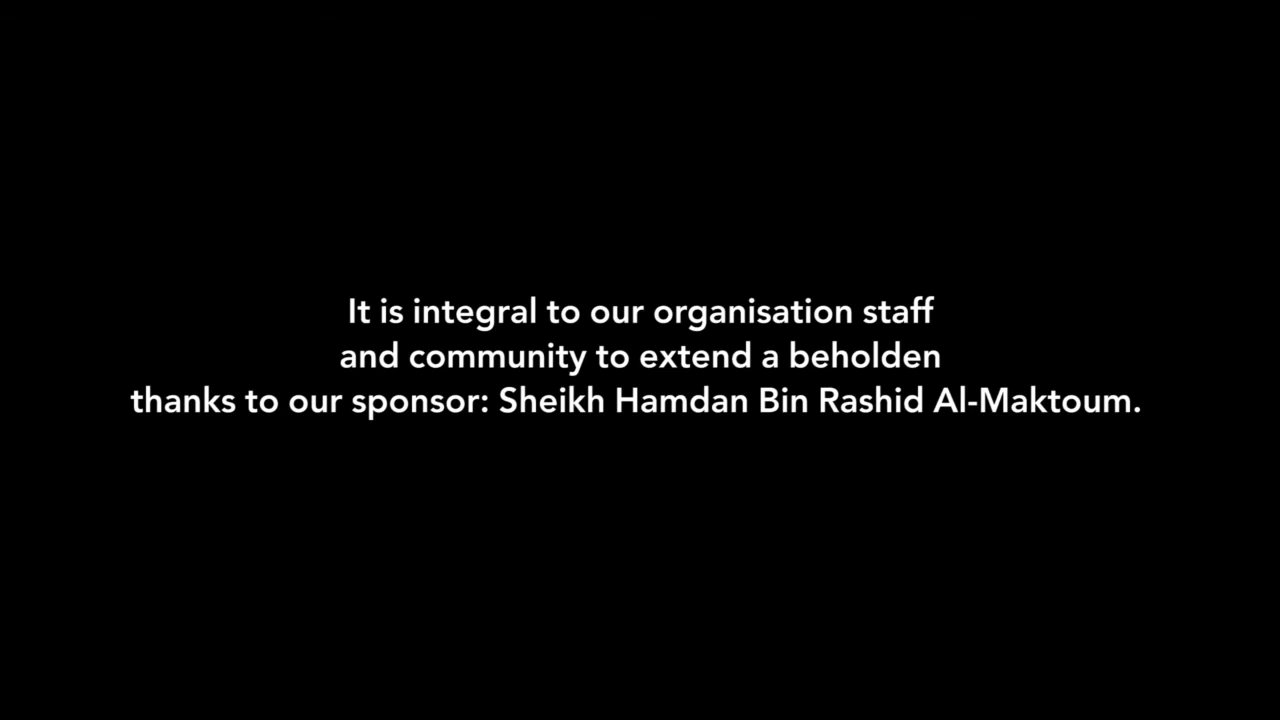 It is integral to our organisation staff
and community to extend a beholden
thanks to our sponsor: Sheikh Hamdan Bin Rashid Al-Maktoum.